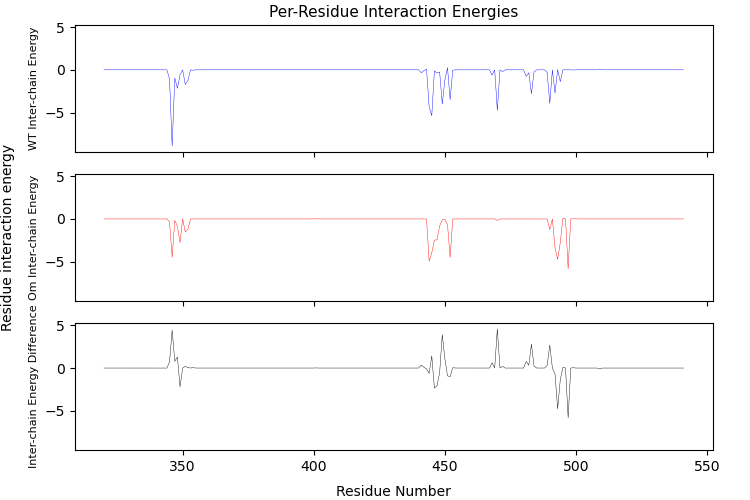 Per-Residue Interaction Energies
Residue interaction energy
WT Inter-chain Energy
5
0
−5
Om Inter-chain Energy
5
0
−5
Inter-chain Energy Difference
5
0
−5
350
400
450
500
550
Residue Number